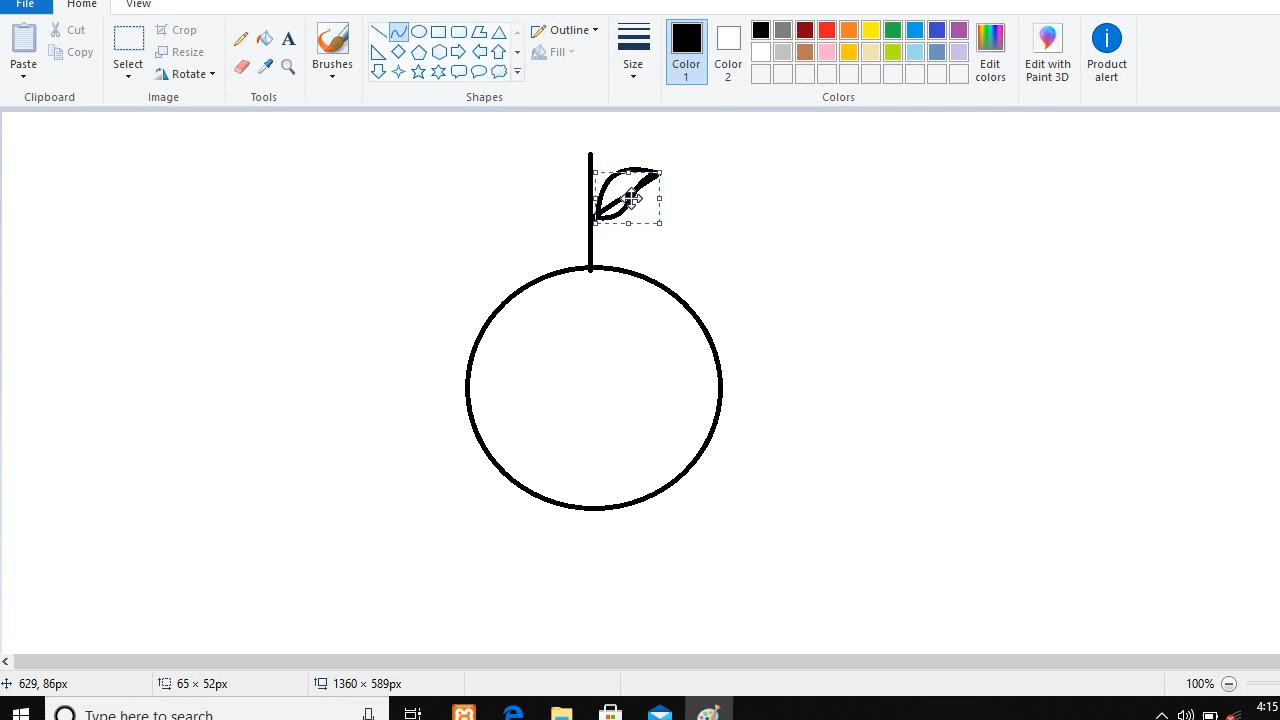 File Home View
Cut
Copy
Paste
Clipboard
Crop
Resize
Rotate
Select
Image
A
Tools
Brushes
Outline
Fill
Shapes
Size
Color
1
Color
2
Edit
colors
Colors
Edit with
Paint 3D
Product
alert
629, 86px 65 × 52px 1360 × 589px 100%
Type here to search 4:15